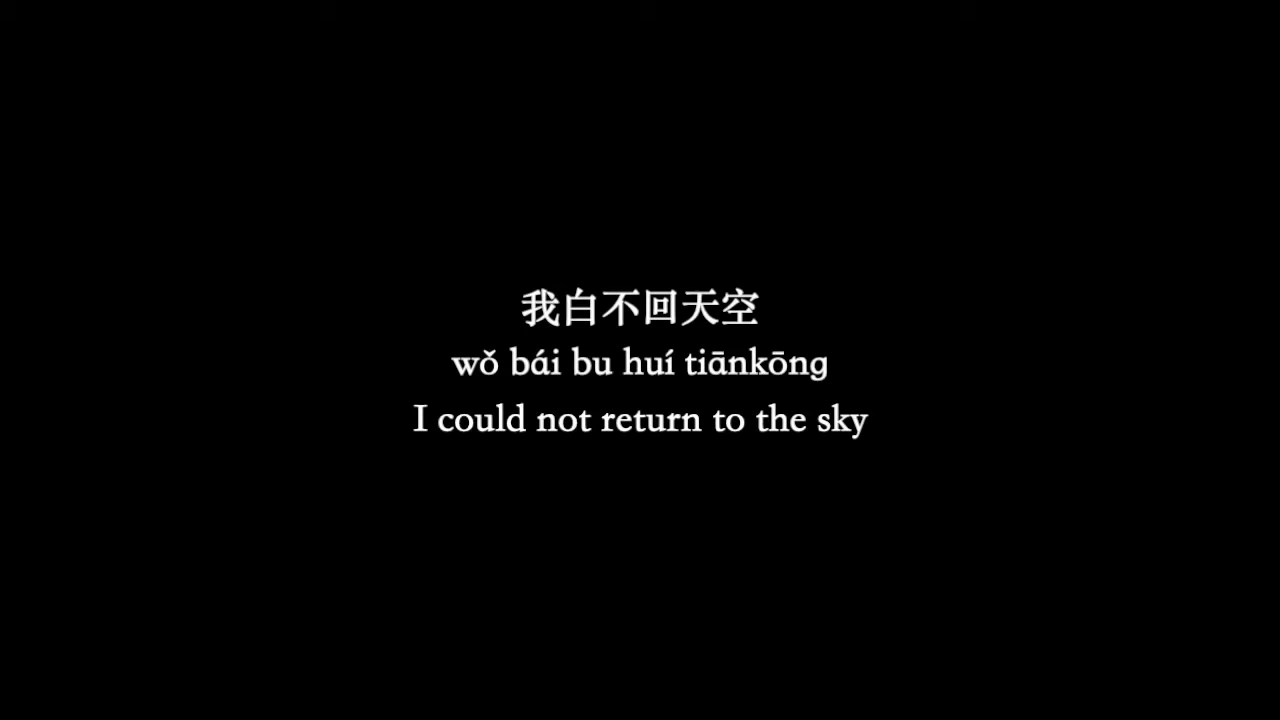 我白不回天空
wǒ bái bu huí tiānkōng
I could not return to the sky